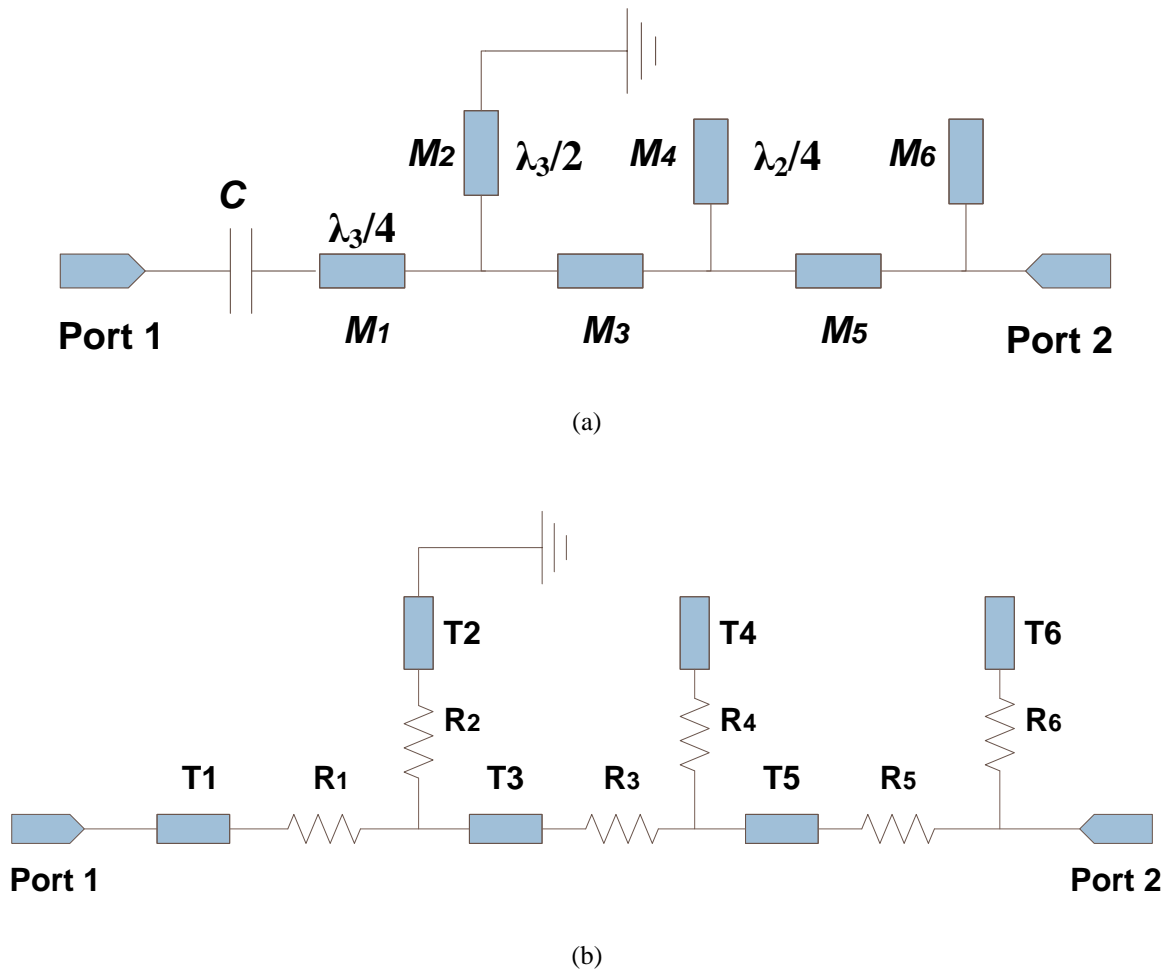 M2
λ3/2
M4
λ2/4
M6
C
λ3/4
Port 1
M1
M3
M5
Port 2
(a)
T2
T4
T6
R2
R4
R6
T1
R1
T3
R3
T5
R5
Port 1
Port 2
(b)